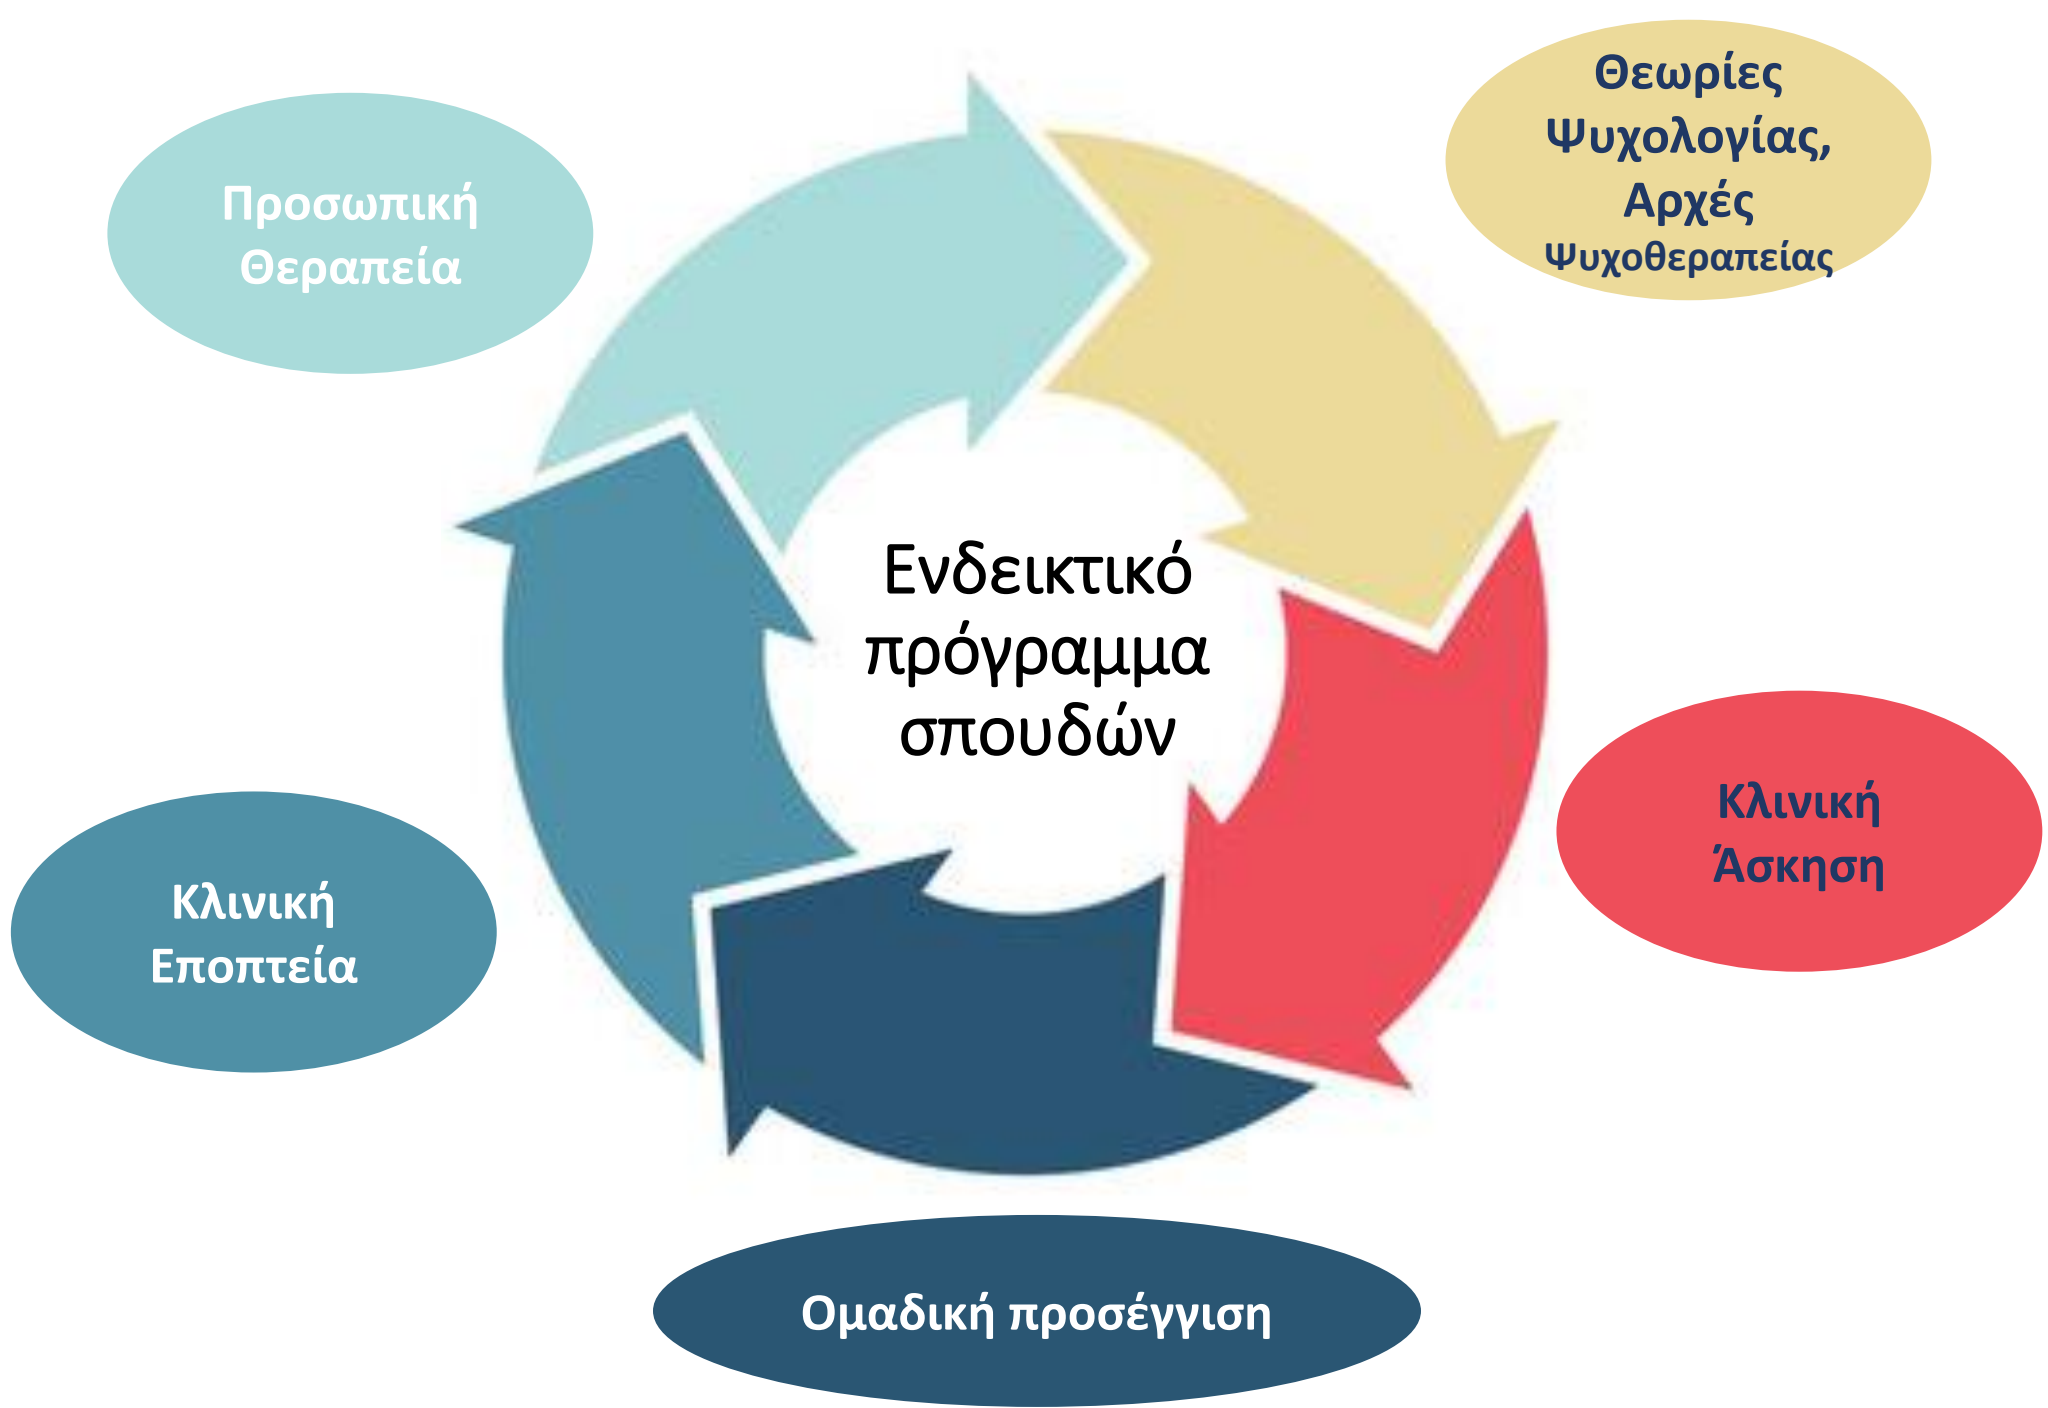 Θεωρίες
Ψυχολογίας,
Αρχές
Ψυχοθεραπείας
Προσωπική
Θεραπεία
Ενδεικτικό
πρόγραμμα
σπουδών
Κλινική
Άσκηση
Κλινική
Εποπτεία
Ομαδική προσέγγιση